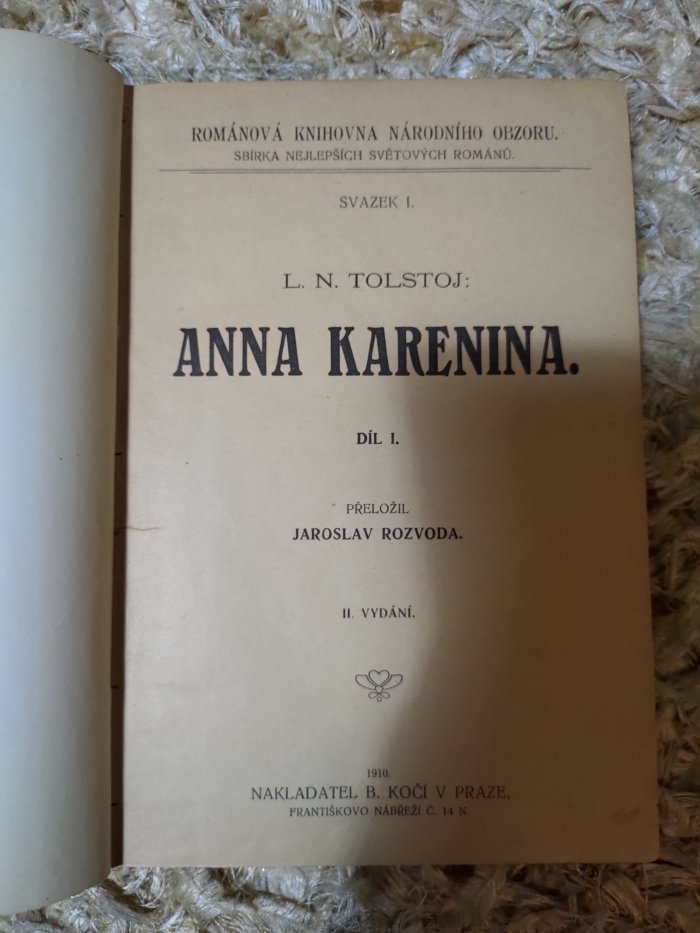 ROMÁNOVÁ KNIHOVNA NÁRODNÍHO OBZORU.
SBÍRKA NEJLEPŠÍCH SVĚTOVÝCH ROMÁNŮ.
SVAZEK I.
L. N. TOLSTOJ:
ANNA KARENINA.
DÍL I.
PŘELOŽIL
JAROSLAV ROZVODA.
II. VYDÁNÍ.
1910.
NAKLADATEL B. KOČÍ V PRAZE,
FRANTIŠKOVO NÁBŘEŽÍ Č. 14 N.